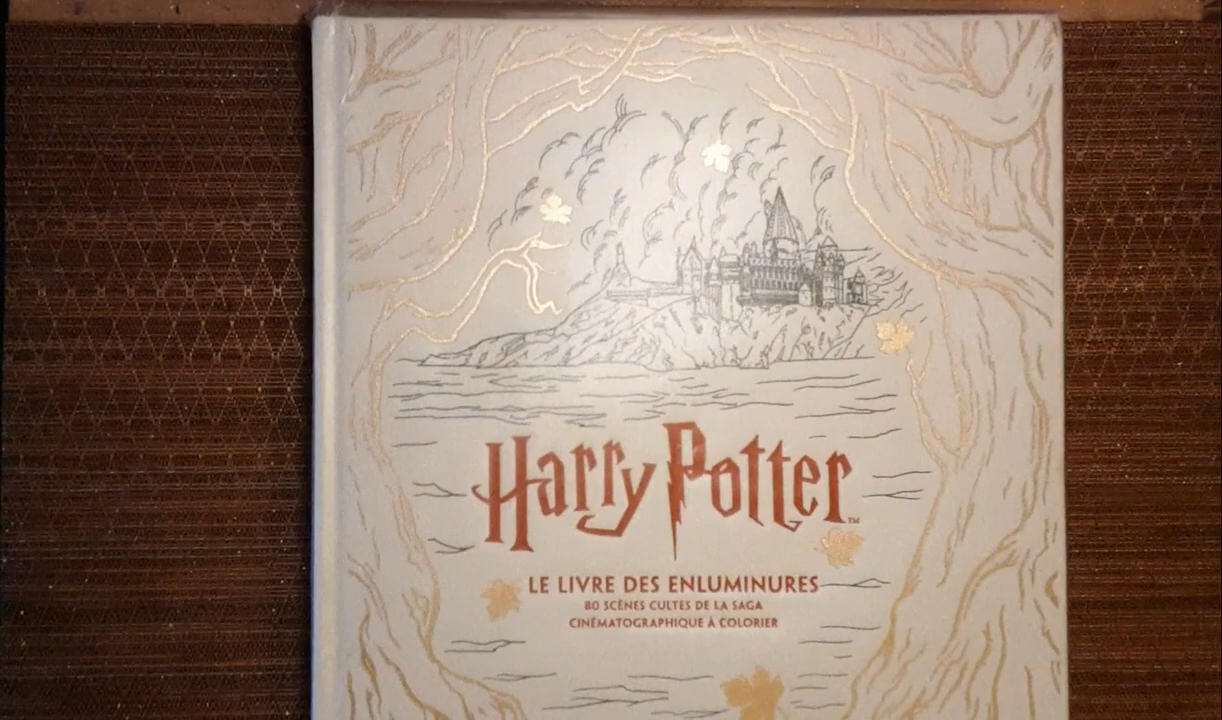 Harry Potter™
LE LIVRE DES ENLUMINURES
80 SCÈNES CULTES DE LA SAGA
CINÉMATOGRAPHIQUE À COLORIER